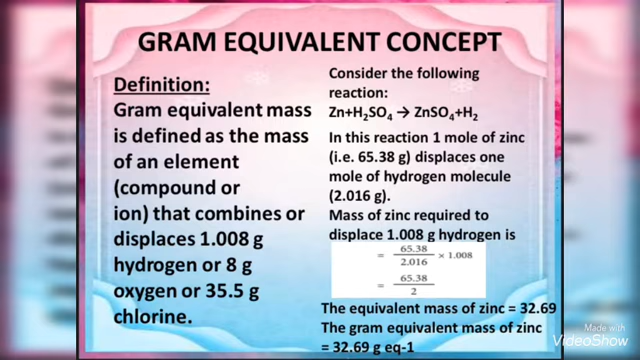 GRAM EQUIVALENT CONCEPT
Definition:
Gram equivalent mass
is defined as the mass
of an element
(compound or
ion) that combines or
displaces 1.008 g
hydrogen or 8 g
oxygen or 35.5 g
chlorine.
Consider the following
reaction:
Zn+H₂SO₄ → ZnSO₄+H₂
In this reaction 1 mole of zinc
(i.e. 65.38 g) displaces one
mole of hydrogen molecule
(2.016 g).
Mass of zinc required to
displace 1.008 g hydrogen is
= 65.38/2.016 × 1.008
= 65.38/2
The equivalent mass of zinc = 32.69
The gram equivalent mass of zinc
= 32.69 g eq-1
Made with
VideoShow